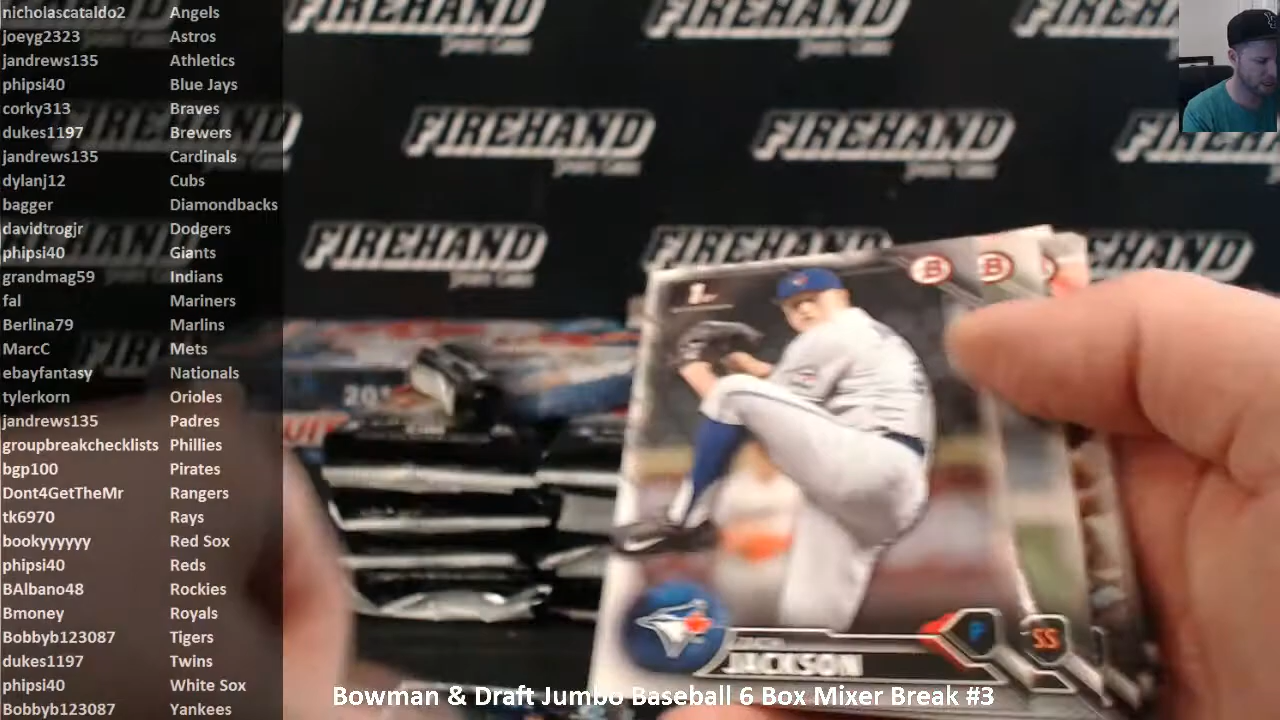 nicholascataldo2 Angels
joeyg2323 Astros
jandrews135 Athletics
phipsi40 Blue Jays
corky313 Braves
dukes1197 Brewers
jandrews135 Cardinals
dylanj12 Cubs
bagger Diamondbacks
davidtrogjr Dodgers
phipsi40 Giants
grandmag59 Indians
fal Mariners
Berlina79 Marlins
MarcC Mets
ebayfantasy Nationals
tylerkorn Orioles
jandrews135 Padres
groupbreakchecklists Phillies
bgp100 Pirates
Dont4GetTheMr Rangers
tk6970 Rays
bookyyyyyy Red Sox
phipsi40 Reds
BAlbano48 Rockies
Bmoney Royals
Bobbyb123087 Tigers
dukes1197 Twins
phipsi40 White Sox
Bobbyb123087 Yankees
FIREHAND FIREHAND FIREHAND
SPORTS CARDS
FIREHAND FIREHAND FIREHAND
FIREHAND FIREHAND FIREHAND
B B
JACKSON
P SS
Bowman & Draft Jumbo Baseball 6 Box Mixer Break #3